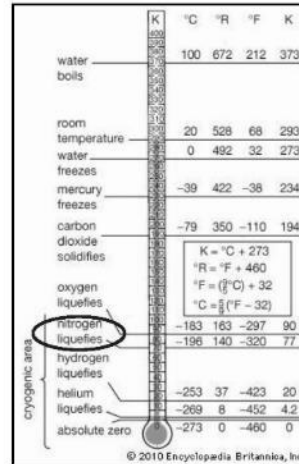 K °C °R °F K
water 100 672 212 373
boils
room
temperature 20 528 68 293
water 0 492 32 273
freezes
mercury -39 422 -38 234
freezes
carbon -79 350 -110 194
dioxide
solidifies
K = °C + 273
°R = °F + 460
°F = (9/5 °C) + 32
°C = 5/9 (°F - 32)
oxygen
liquefies -183 163 -297 90
nitrogen
liquefies -196 140 -320 77
hydrogen
liquefies -253 37 -423 20
helium
liquefies -269 8 -452 4.2
absolute zero -273 0 -460 0
cryogenic area
© 2010 Encyclopædia Britannica, Inc.